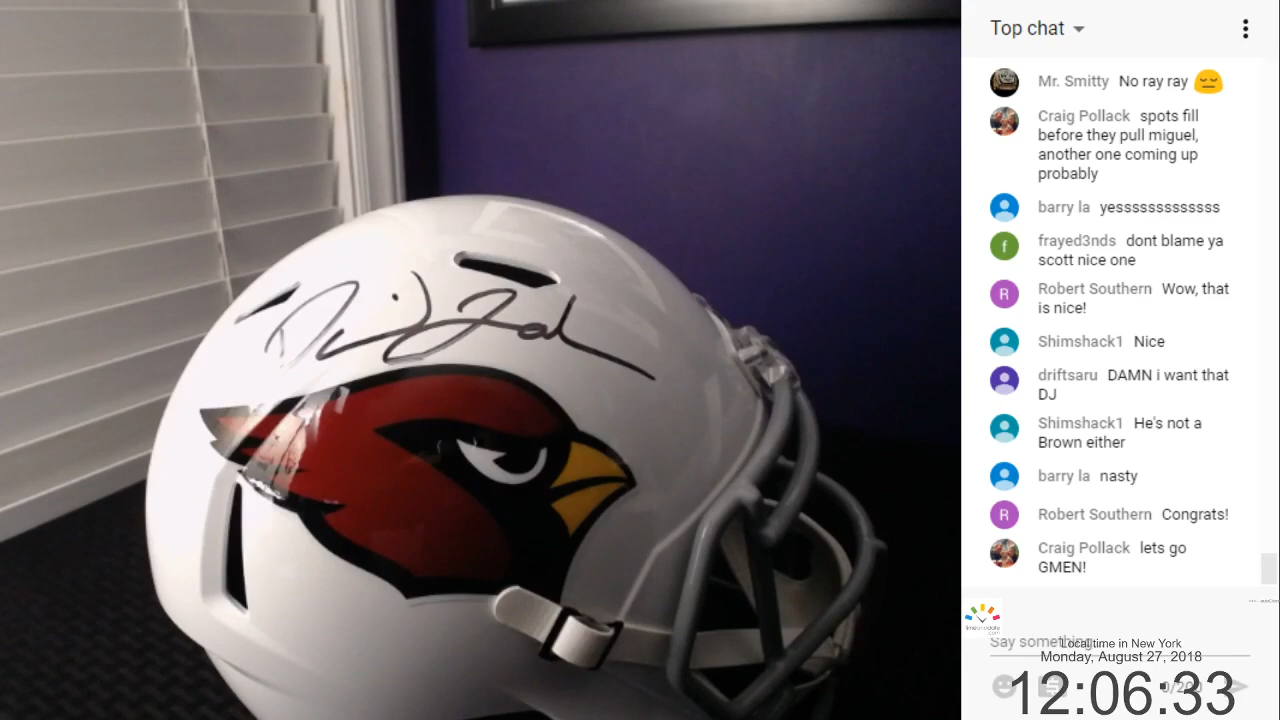 Top chat
Mr. Smitty No ray ray
Craig Pollack spots fill
before they pull miguel,
another one coming up
probably
barry la yesssssssssssss
frayed3nds dont blame ya
scott nice one
Robert Southern Wow, that
is nice!
Shimshack1 Nice
driftsaru DAMN i want that
DJ
Shimshack1 He's not a
Brown either
barry la nasty
Robert Southern Congrats!
Craig Pollack lets go
GMEN!
Say something...
Local time in New York
Monday, August 27, 2018
12:06:33